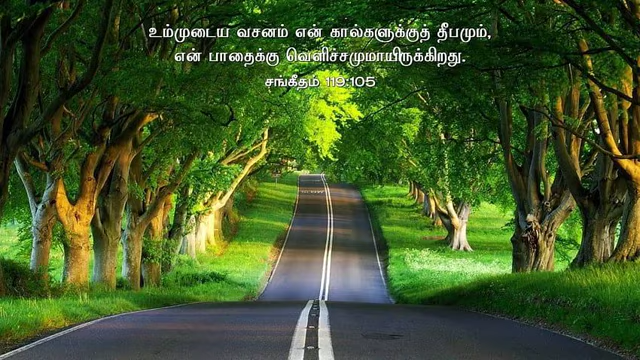 உம்முடைய வசனம் என் கால்களுக்குத் தீபமும்,
என் பாதைக்கு வெளிச்சமுமாயிருக்கிறது.
சங்கீதம் 119:105